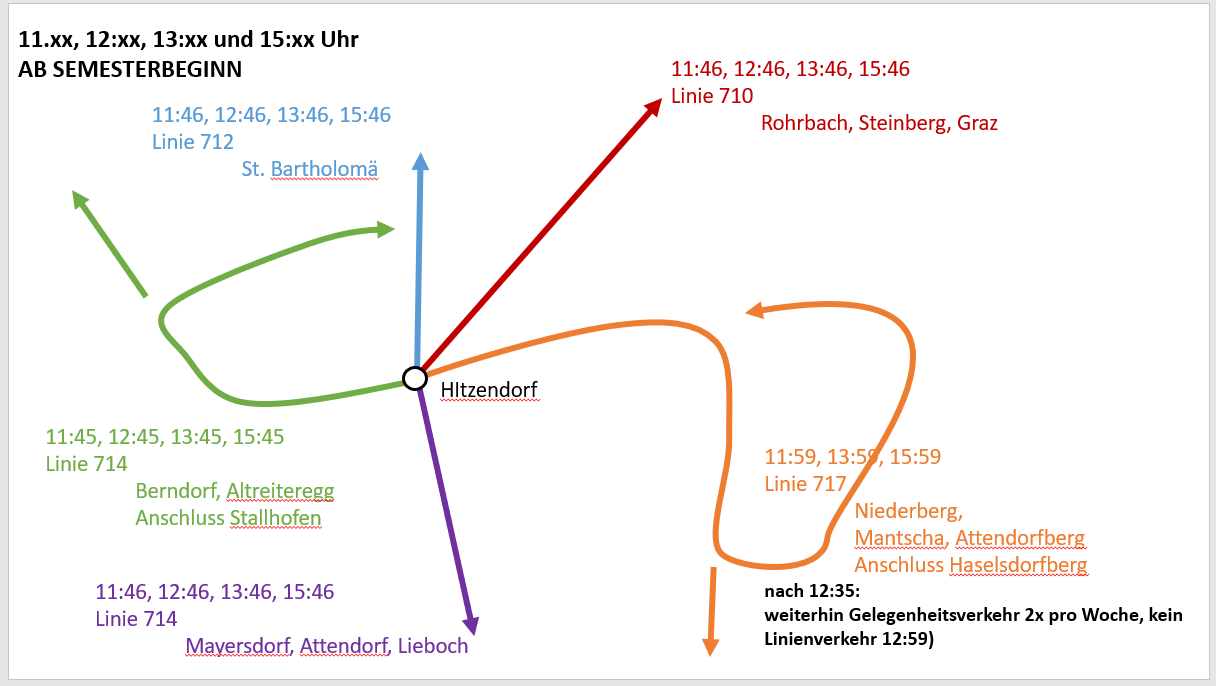 11.xx, 12:xx, 13:xx und 15:xx Uhr
AB SEMESTERBEGINN
11:46, 12:46, 13:46, 15:46
Linie 710
Rohrbach, Steinberg, Graz
11:46, 12:46, 13:46, 15:46
Linie 712
St. Bartholomä
HItzendorf
11:45, 12:45, 13:45, 15:45
Linie 714
Berndorf, Altreiteregg
Anschluss Stallhofen
11:59, 13:59, 15:59
Linie 717
Niederberg,
Mantscha, Attendorfberg
Anschluss Haselsdorfberg
nach 12:35:
weiterhin Gelegenheitsverkehr 2x pro Woche, kein
Linienverkehr 12:59)
11:46, 12:46, 13:46, 15:46
Linie 714
Mayersdorf, Attendorf, Lieboch